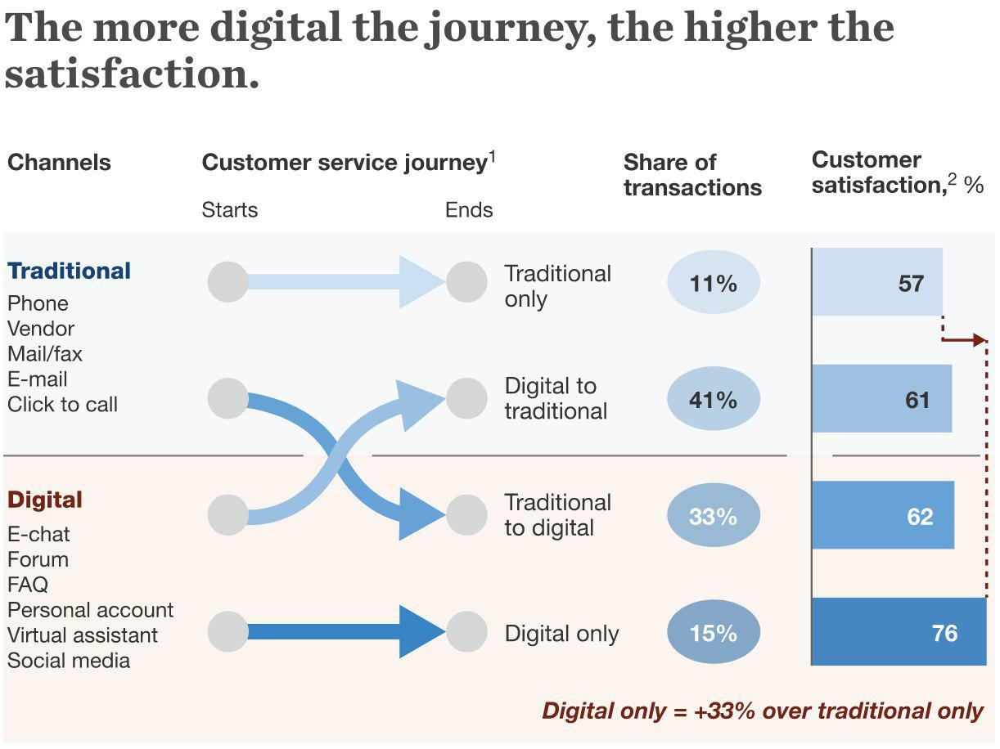 The more digital the journey, the higher the
satisfaction.
Channels
Customer service journey1
Share of
transactions
Customer
satisfaction,2 %
Starts
Ends
Traditional
Phone
Vendor
Mail/fax
E-mail
Click to call
Traditional
only
11%
57
Digital to
traditional
41%
61
Digital
E-chat
Forum
FAQ
Personal account
Virtual assistant
Social media
Traditional
to digital
33%
62
Digital only
15%
76
Digital only = +33% over traditional only